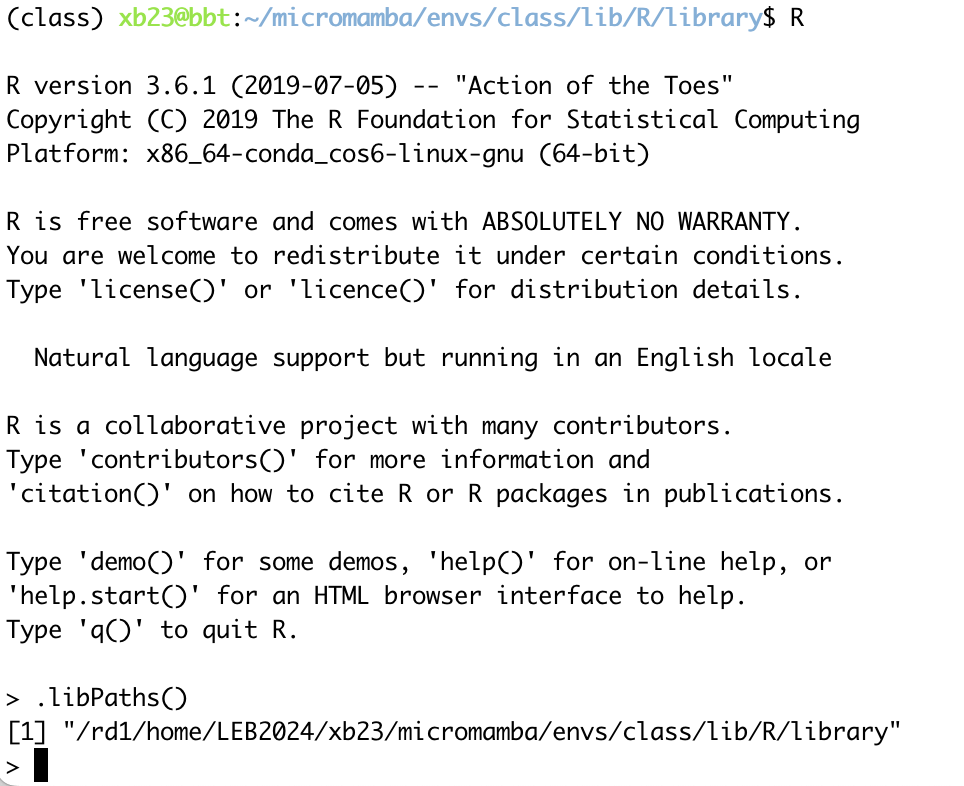 (class) xb23@bbt:~/micromamba/envs/class/lib/R/library$ R
R version 3.6.1 (2019-07-05) -- "Action of the Toes"
Copyright (C) 2019 The R Foundation for Statistical Computing
Platform: x86_64-conda_cos6-linux-gnu (64-bit)
R is free software and comes with ABSOLUTELY NO WARRANTY.
You are welcome to redistribute it under certain conditions.
Type 'license()' or 'licence()' for distribution details.
Natural language support but running in an English locale
R is a collaborative project with many contributors.
Type 'contributors()' for more information and
'citation()' on how to cite R or R packages in publications.
Type 'demo()' for some demos, 'help()' for on-line help, or
'help.start()' for an HTML browser interface to help.
Type 'q()' to quit R.
> .libPaths()
[1] "/rd1/home/LEB2024/xb23/micromamba/envs/class/lib/R/library"
>